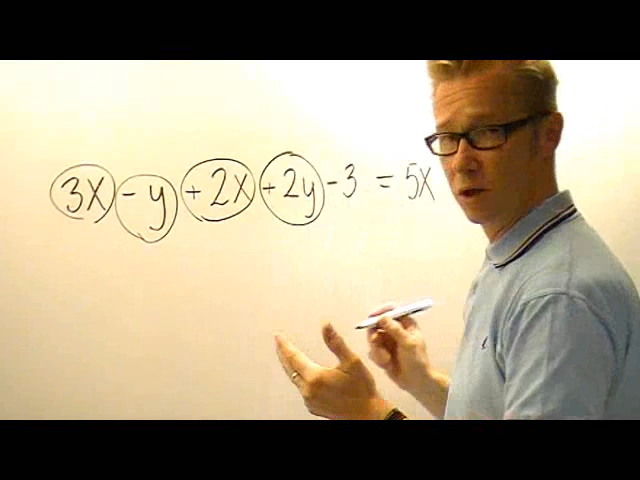 3x - y + 2x + 2y - 3 = 5x